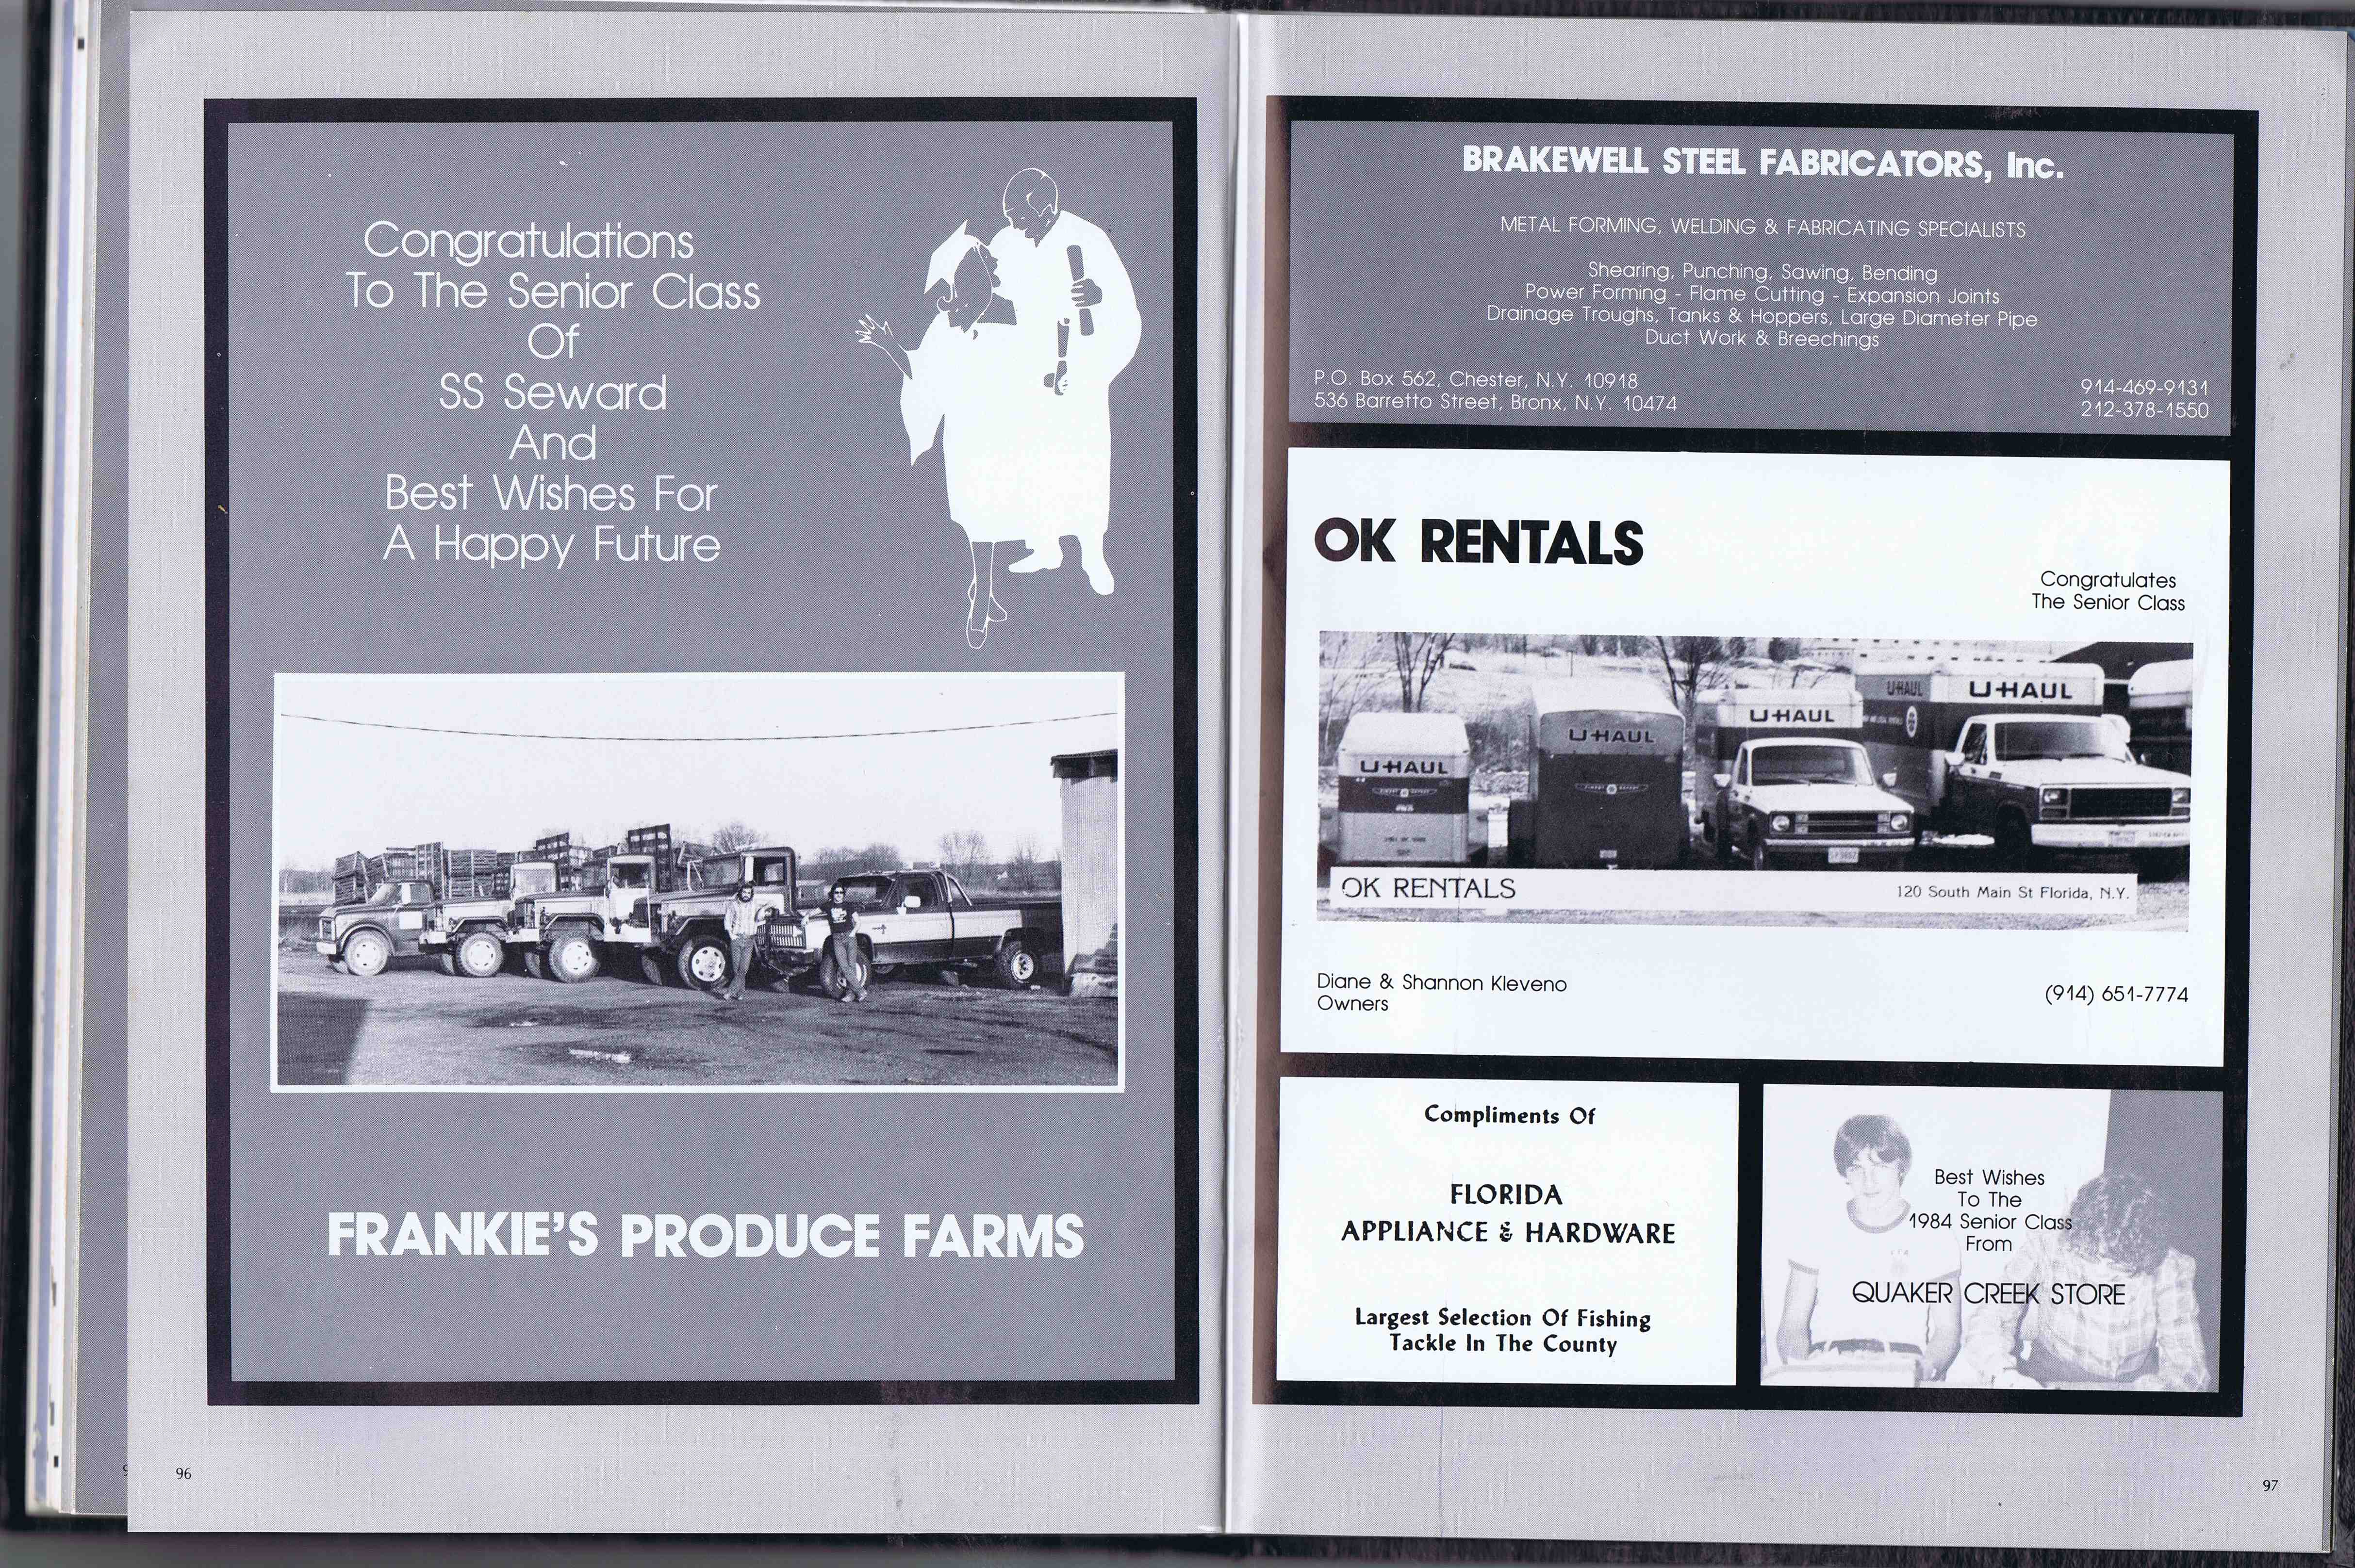 Congratulations
To The Senior Class
Of
SS Seward
And
Best Wishes For
A Happy Future
FRANKIE'S PRODUCE FARMS
96
BRAKEWELL STEEL FABRICATORS, Inc.
METAL FORMING, WELDING & FABRICATING SPECIALISTS
Shearing, Punching, Sawing, Bending
Power Forming - Flame Cutting - Expansion Joints
Drainage Troughs, Tanks & Hoppers, Large Diameter Pipe
Duct Work & Breechings
P.O. Box 562, Chester, N.Y. 10918
536 Barretto Street, Bronx, N.Y. 10474
914-469-9131
212-378-1550
OK RENTALS
Congratulates
The Senior Class
U-HAUL
U-HAUL
U-HAUL
U-HAUL
U-HAUL
OK RENTALS
120 South Main St Florida, N.Y.
Diane & Shannon Kleveno
Owners
(914) 651-7774
Compliments Of
FLORIDA
APPLIANCE & HARDWARE
Largest Selection Of Fishing
Tackle In The County
Best Wishes
To The
1984 Senior Class
From
QUAKER CREEK STORE
97